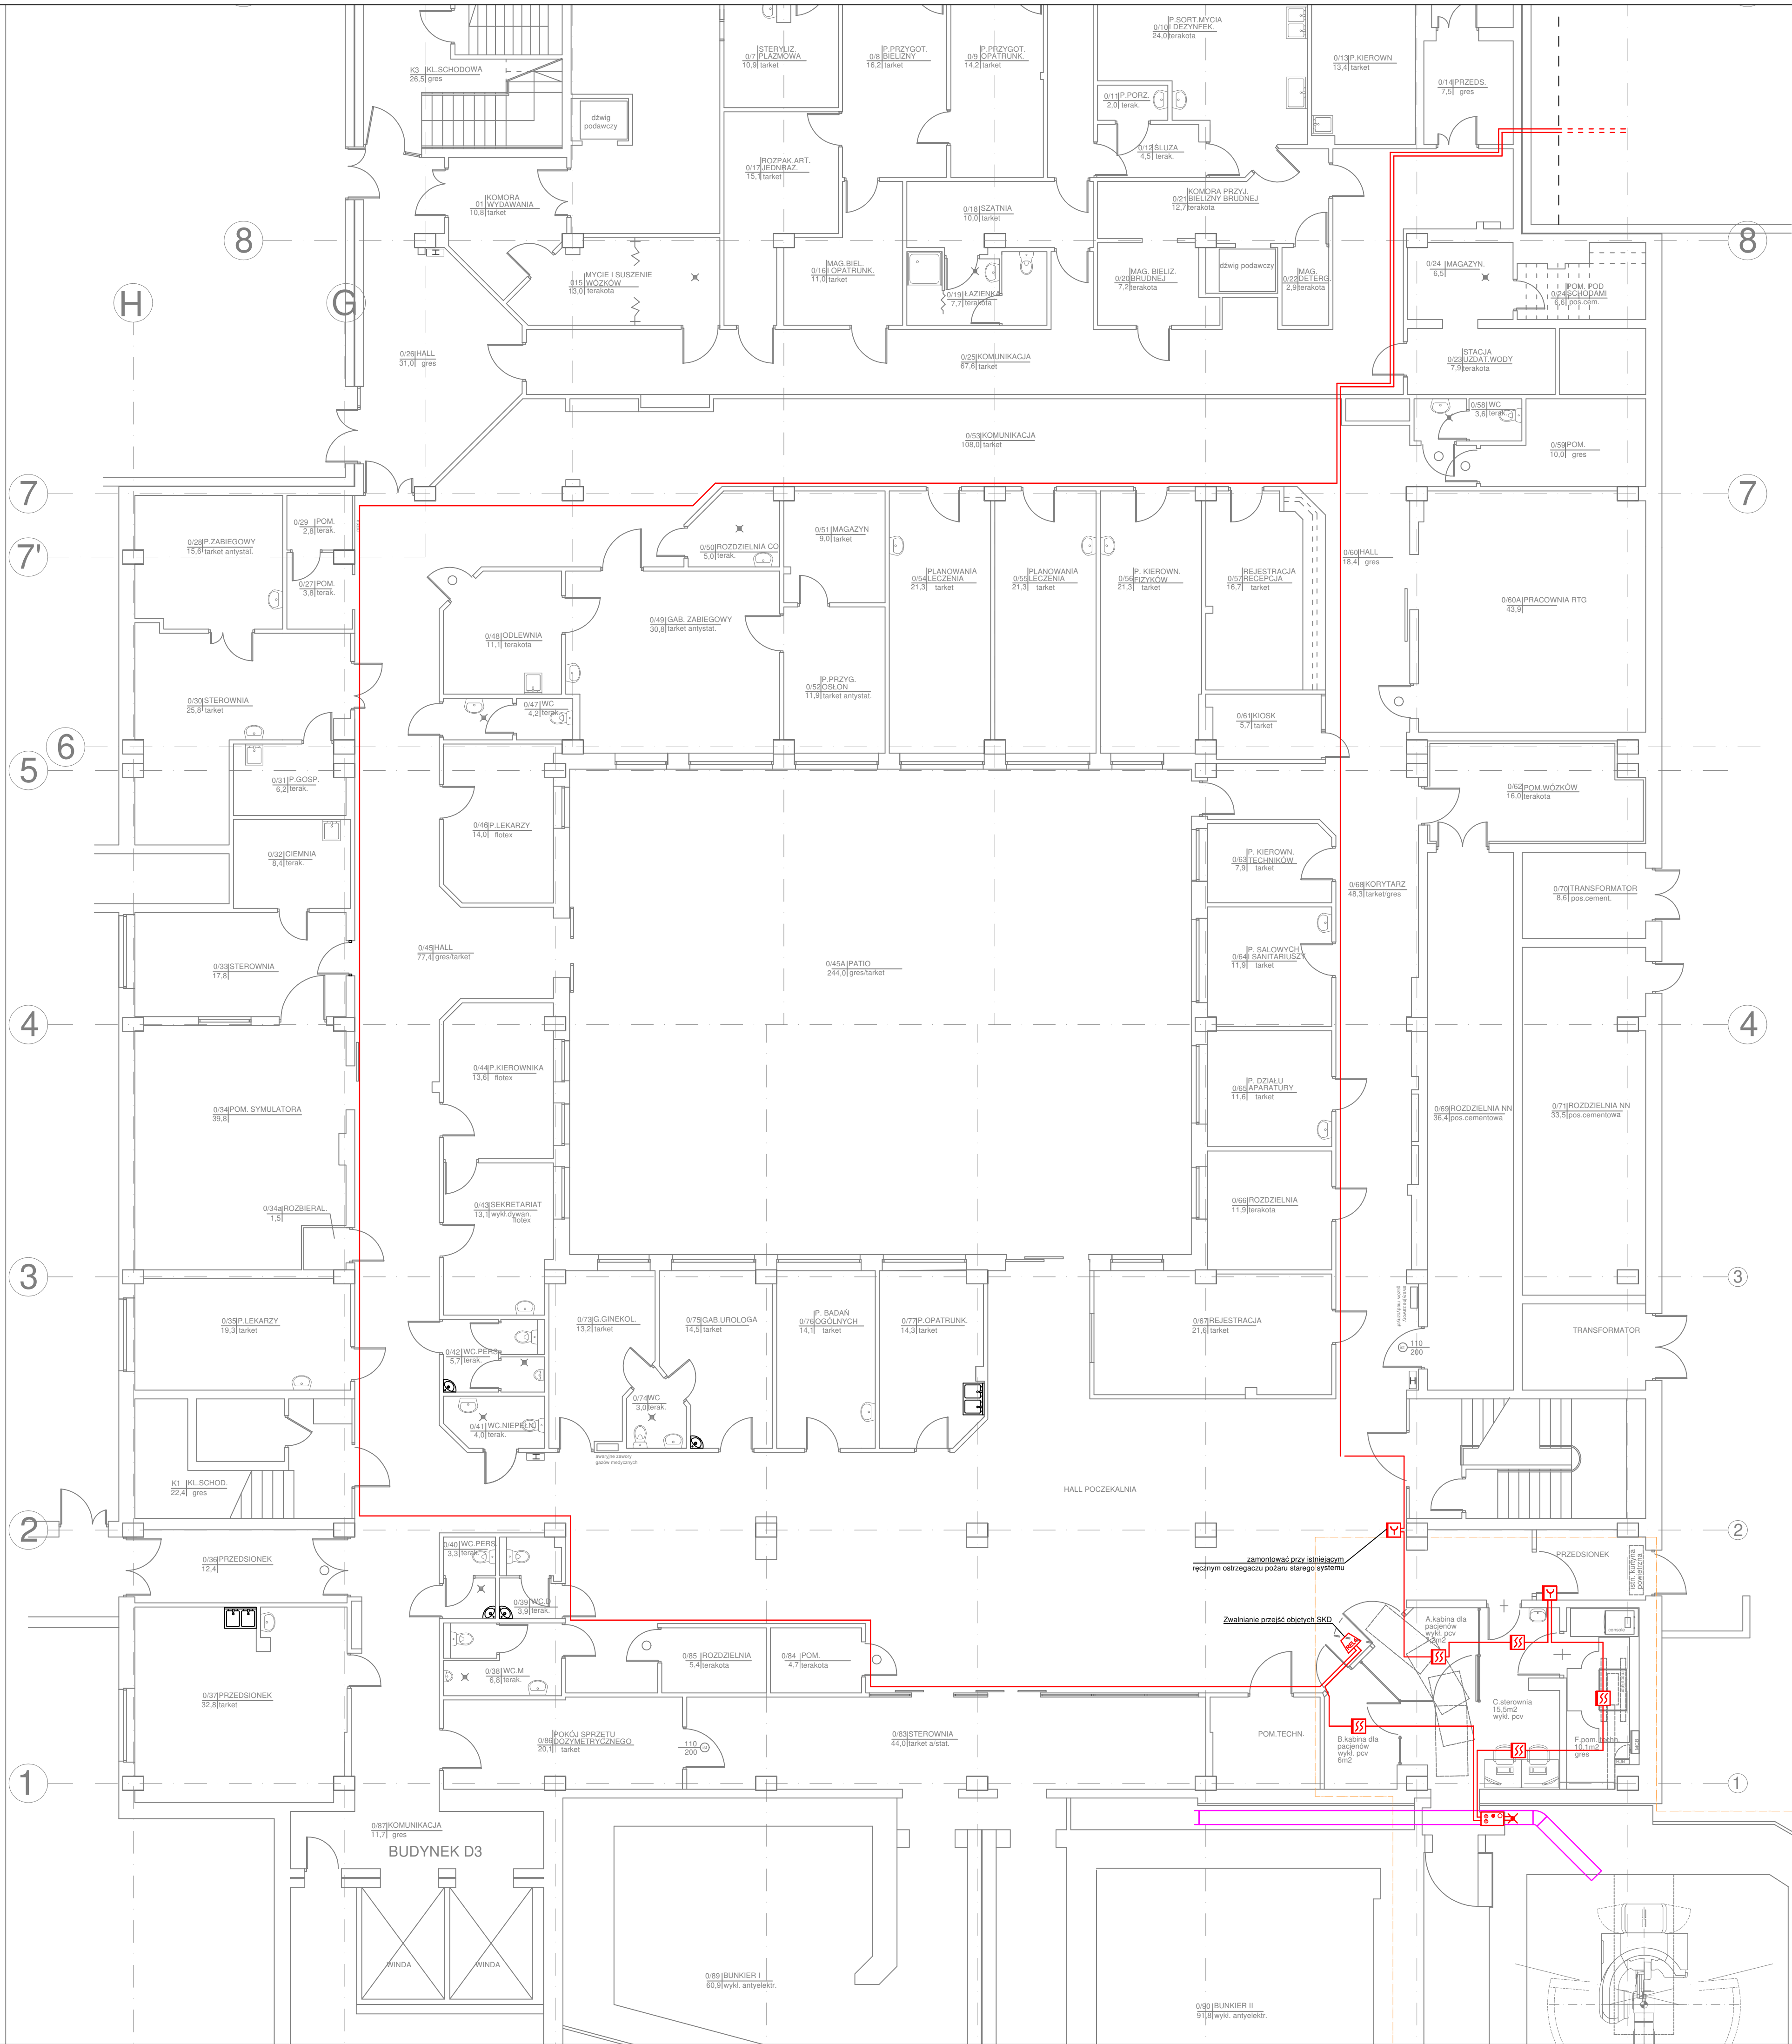 K3 KL.SCHODOWA
26,5 gres
dźwig
podawczy
STERYLIZ.
0/7 PLAZMOWA
10,9 tarket
P.PRZYGOT.
0/8 BIELIZNY
16,2 tarket
P.PRZYGOT.
0/9 OPATRUNK.
14,2 tarket
P.SORT.MYCIA
0/10 I DEZYNFEK.
24,0 terakota
0/11 P.PORZ.
2,0 terak.
0/12 ŚLUZA
4,5 terak.
0/13 P.KIEROWN
13,4 tarket
0/14 PRZEDS.
7,5 gres
ROZPAK.ART.
0/17 JEDNRAZ.
15,1 tarket
KOMORA
01 WYDAWANIA
10,8 tarket
0/18 SZATNIA
10,0 tarket
KOMORA PRZYJ.
0/21 BIELIZNY BRUDNEJ
12,7 terakota
8
8
MYCIE I SUSZENIE
015 WÓZKÓW
13,0 terakota
MAG.BIEL.
0/16 I OPATRUNK.
11,0 tarket
0/19 ŁAZIENKA
7,7 terakota
MAG. BIELIZ.
0/20 BRUDNEJ
7,2 terakota
dźwig podawczy
MAG.
0/22 DETERG.
2,9 terakota
0/24 MAGAZYN.
6,5
POM. POD
0/24 SCHODAMI
6,6 pos.cem.
H
G
0/26 HALL
31,0 gres
0/25 KOMUNIKACJA
67,6 tarket
STACJA
0/23 UZDAT.WODY
7,9 terakota
0/58 WC
3,6 terak.
0/53 KOMUNIKACJA
108,0 tarket
0/59 POM.
10,0 gres
7
7
7'
0/28 P.ZABIEGOWY
15,6 tarket antystat.
0/29 POM.
2,8 terak.
0/27 POM.
3,8 terak.
0/50 ROZDZIELNIA CO
5,0 terak.
0/51 MAGAZYN
9,0 tarket
PLANOWANIA
0/54 LECZENIA
21,3 tarket
PLANOWANIA
0/55 LECZENIA
21,3 tarket
P. KIEROWN.
0/56 FIZYKÓW
21,3 tarket
REJESTRACJA
0/57 RECEPCJA
16,7 tarket
0/60 HALL
18,4 gres
0/60A PRACOWNIA RTG
43,9
0/48 ODLEWNIA
11,1 terakota
0/49 GAB. ZABIEGOWY
30,8 tarket antystat.
P.PRZYG.
0/52 OSŁON
11,9 tarket antystat.
0/30 STEROWNIA
25,8 tarket
0/47 WC
4,2 terak.
0/61 KIOSK
5,7 tarket
6
5
0/31 P.GOSP.
6,2 terak.
0/62 POM.WÓZKÓW
16,0 terakota
0/32 CIEMNIA
8,4 terak.
0/46 P.LEKARZY
14,0 flotex
P. KIEROWN.
0/63 TECHNIKÓW
7,9 tarket
0/68 KORYTARZ
48,3 tarket/gres
0/70 TRANSFORMATOR
8,6 pos.cement.
0/33 STEROWNIA
17,8
0/45 HALL
77,4 gres/tarket
0/45A PATIO
244,0 gres/tarket
P. SALOWYCH
0/64 I SANITARIUSZY
11,9 tarket
4
4
0/44 P.KIEROWNIKA
13,6 flotex
P. DZIAŁU
0/65 APARATURY
11,6 tarket
0/34 POM. SYMULATORA
39,8
0/69 ROZDZIELNIA NN
36,4 pos.cementowa
0/71 ROZDZIELNIA NN
33,5 pos.cementowa
0/34a ROZBIERAL.
1,5
0/43 SEKRETARIAT
13,1 wykł.dywan.
flotex
0/66 ROZDZIELNIA
11,9 terakota
3
3
0/35 P.LEKARZY
19,3 tarket
0/73 G.GINEKOL.
13,2 tarket
0/75 GAB.UROLOGA
14,5 tarket
P. BADAŃ
0/76 OGÓLNYCH
14,1 tarket
0/77 P.OPATRUNK.
14,3 tarket
0/67 REJESTRACJA
21,6 tarket
awaryjne zawory
gazów medycznych
TRANSFORMATOR
110
200
0/42 WC.PERS.
5,7 terak.
0/74 WC
3,0 terak.
0/41 WC.NIEPEŁN.
4,0 terak.
awaryjne zawory
gazów medycznych
K1 KL.SCHOD.
22,4 gres
HALL POCZEKALNIA
2
2
0/36 PRZEDSIONEK
12,4
0/40 WC.PERS.
3,3 terak.
0/39 WC.D
3,9 terak.
zamontować przy istniejącym
ręcznym ostrzegaczu pożaru starego systemu
PRZEDSIONEK
istn. kurtyna
powietrzna
Zwalnianie przejść objętych SKD
REL4
A.kabina dla
pacjenów
wykł. pcv
0/85 ROZDZIELNIA
5,4 terakota
0/84 POM.
4,7 terakota
0/38 WC.M
6,8 terak.
0/37 PRZEDSIONEK
32,8 tarket
POKÓJ SPRZĘTU
0/86 DOZYMETRYCZNEGO
20,1 tarket
110
200
0/83 STEROWNIA
44,0 tarket a/stat.
POM.TECHN.
B.kabina dla
pacjenów
wykł. pcv
6m2
C.sterownia
15,5m2
wykł. pcv
F.pom. techn.
10,1m2
gres
1
1
0/87 KOMUNIKACJA
11,7 gres
BUDYNEK D3
WINDA
WINDA
0/89 BUNKIER I
60,9 wykł. antyelektr.
0/90 BUNKIER II
91,8 wykł. antyelektr.